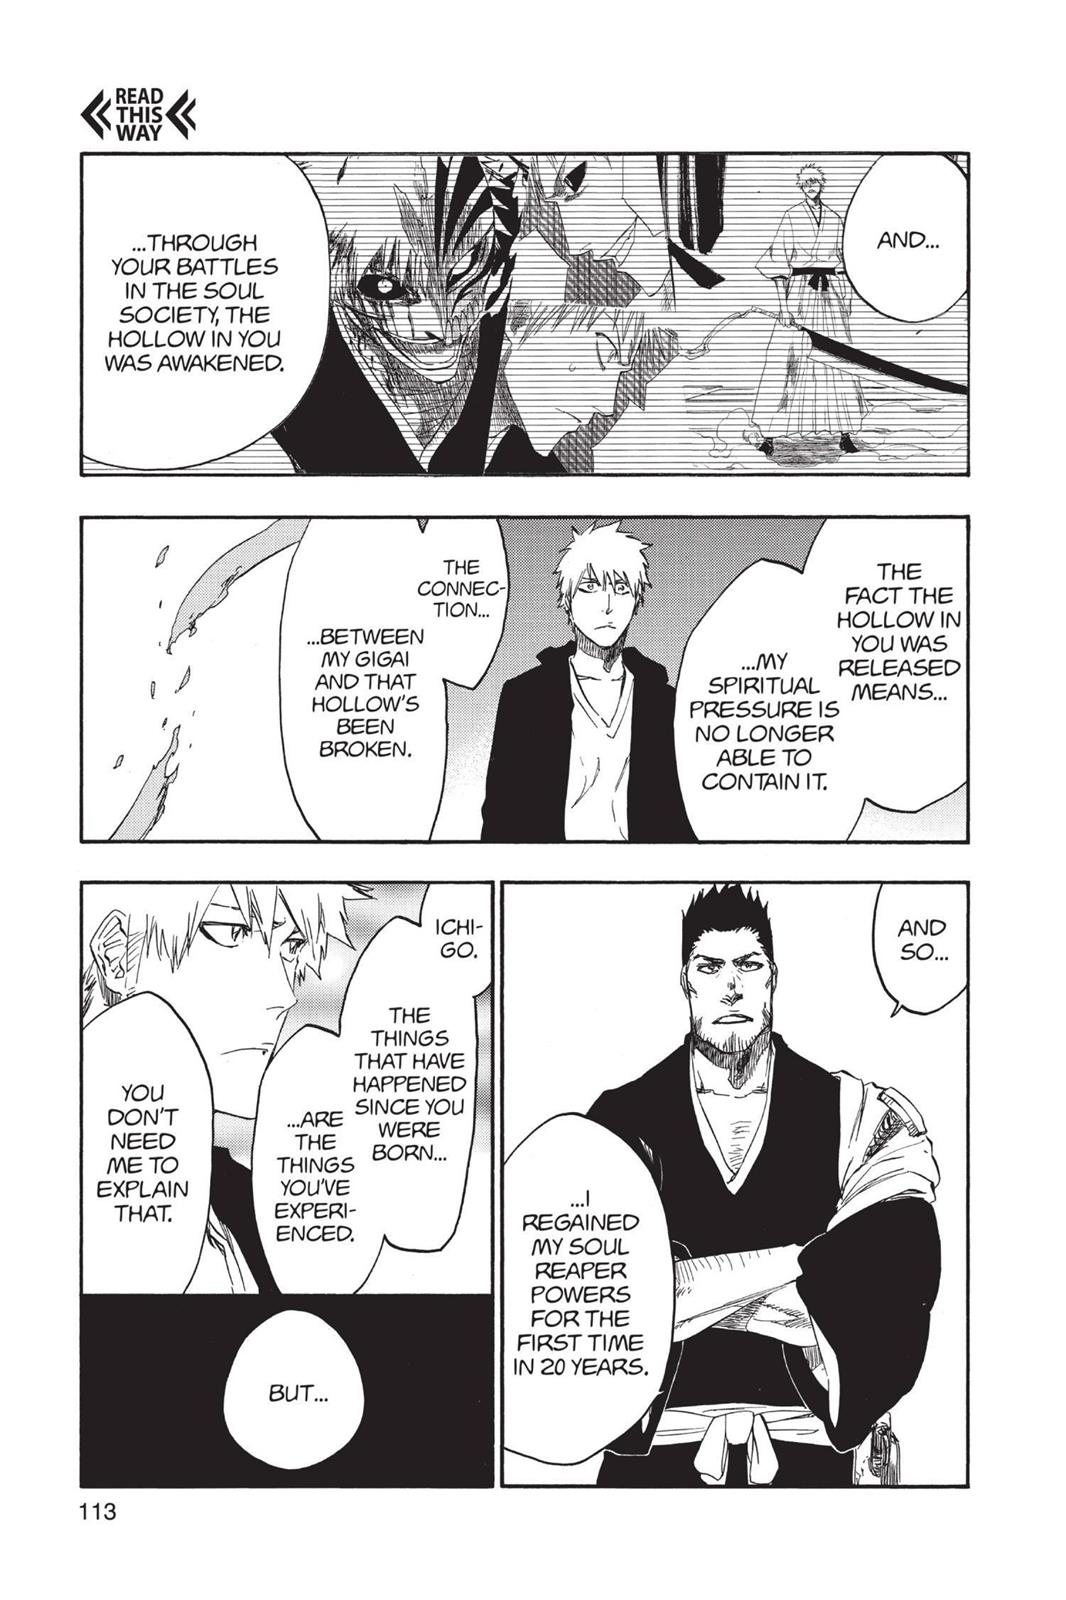 READ
THIS
WAY
AND...
...THROUGH
YOUR BATTLES
IN THE SOUL
SOCIETY, THE
HOLLOW IN YOU
WAS AWAKENED.
THE
FACT THE
HOLLOW IN
YOU WAS
RELEASED
MEANS...
...MY
SPIRITUAL
PRESSURE IS
NO LONGER
ABLE TO
CONTAIN IT.
THE
CONNEC-
TION...
...BETWEEN
MY GIGAI
AND THAT
HOLLOW'S
BEEN
BROKEN.
AND
SO...
...I
REGAINED
MY SOUL
REAPER
POWERS
FOR THE
FIRST TIME
IN 20 YEARS.
ICHI-
GO.
THE
THINGS
THAT HAVE
HAPPENED
SINCE YOU
WERE
BORN...
...ARE
THE
THINGS
YOU'VE
EXPERI-
ENCED.
YOU
DON'T
NEED
ME TO
EXPLAIN
THAT.
BUT...
113